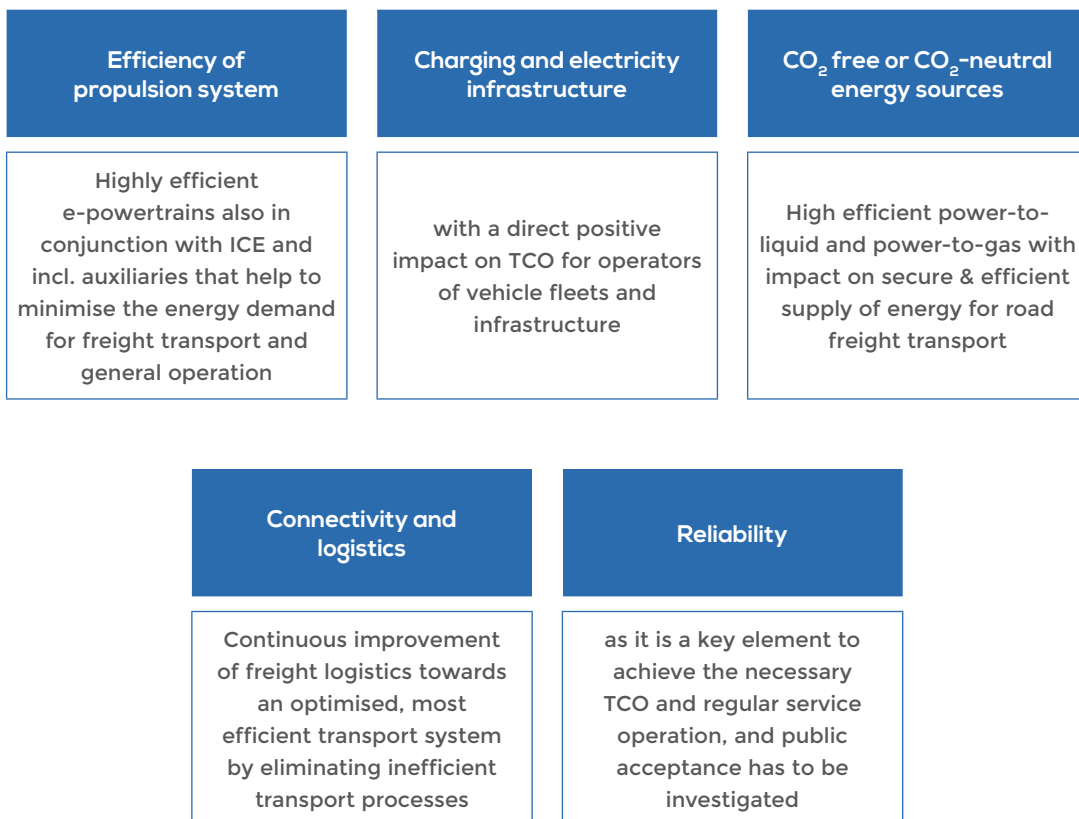 Efficiency of
propulsion system
Highly efficient
e-powertrains also in
conjunction with ICE and
incl. auxiliaries that help to
minimise the energy demand
for freight transport and
general operation
Charging and electricity
infrastructure
with a direct positive
impact on TCO for operators
of vehicle fleets and
infrastructure
CO₂ free or CO₂-neutral
energy sources
High efficient power-to-
liquid and power-to-gas with
impact on secure & efficient
supply of energy for road
freight transport
Connectivity and
logistics
Continuous improvement
of freight logistics towards
an optimised, most
efficient transport system
by eliminating inefficient
transport processes
Reliability
as it is a key element to
achieve the necessary
TCO and regular service
operation, and public
acceptance has to be
investigated